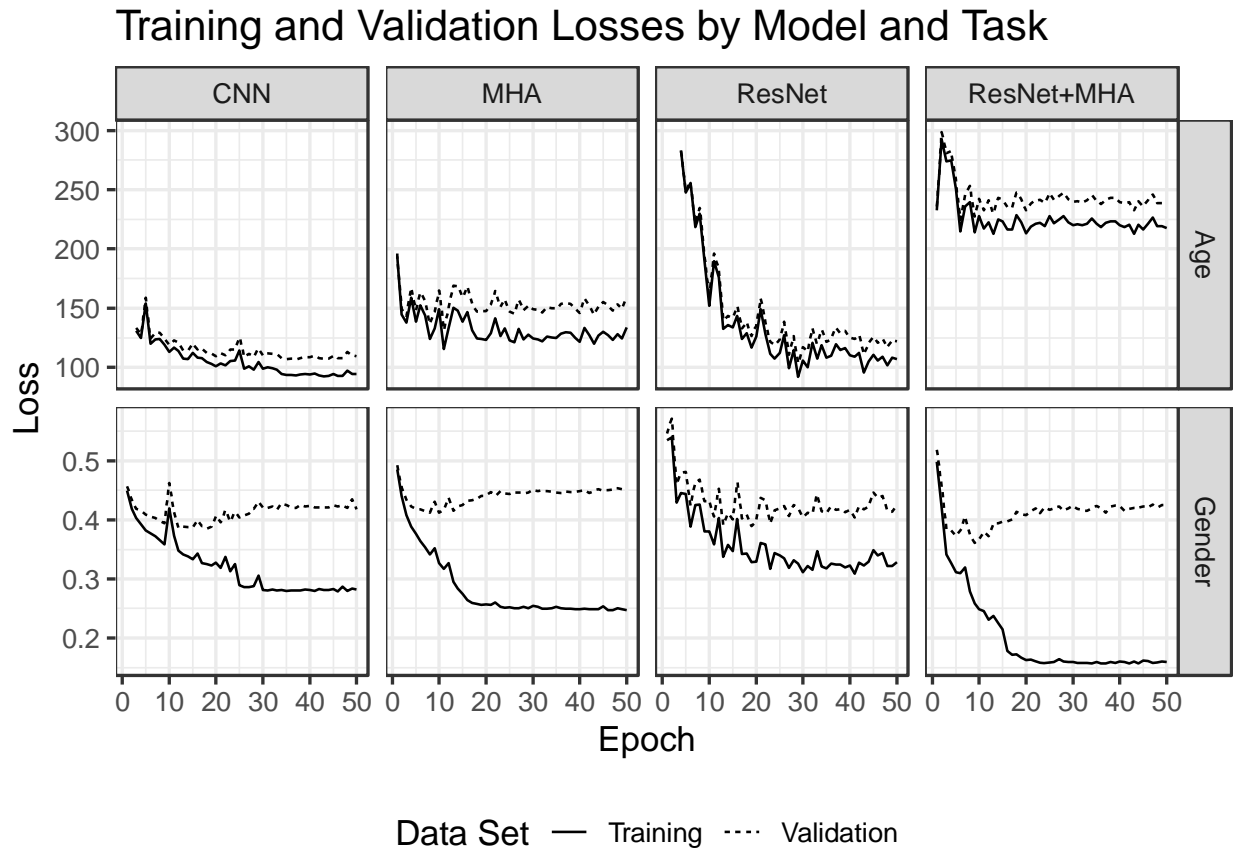 Training and Validation Losses by Model and Task
CNN MHA ResNet ResNet+MHA
300
250
200
150
100
Age
Loss
0.5
0.4
0.3
0.2
Gender
0 10 20 30 40 50 0 10 20 30 40 50 0 10 20 30 40 50 0 10 20 30 40 50
Epoch
Data Set Training Validation